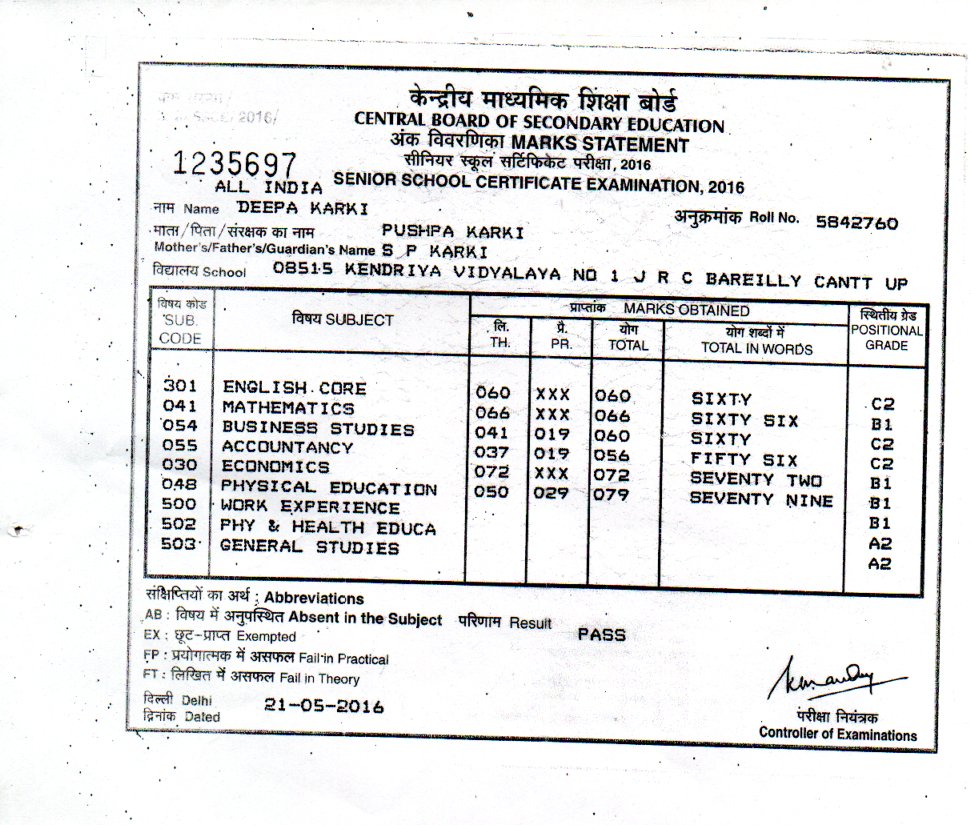 2016/
केन्द्रीय माध्यमिक शिक्षा बोर्ड
CENTRAL BOARD OF SECONDARY EDUCATION
अंक विवरणिका MARKS STATEMENT
सीनियर स्कूल सर्टिफिकेट परीक्षा, 2016
1235697
ALL INDIA SENIOR SCHOOL CERTIFICATE EXAMINATION, 2016
नाम Name DEEPA KARKI
अनुक्रमांक Roll No. 5842760
माता/पिता/संरक्षक का नाम PUSHPA KARKI
Mother's/Father's/Guardian's Name S P KARKI
विद्यालय School 08515 KENDRIYA VIDYALAYA NO 1 J R C BAREILLY CANTT UP
विषय कोड SUB. CODE विषय SUBJECT प्राप्तांक MARKS OBTAINED स्थितीय ग्रेड POSITIONAL GRADE
लि. TH. प्रै. PR. योग TOTAL योग शब्दों में TOTAL IN WORDS
301 ENGLISH CORE 060 XXX 060 SIXTY C2
041 MATHEMATICS 066 XXX 066 SIXTY SIX B1
054 BUSINESS STUDIES 041 019 060 SIXTY C2
055 ACCOUNTANCY 037 019 056 FIFTY SIX C2
030 ECONOMICS 072 XXX 072 SEVENTY TWO B1
048 PHYSICAL EDUCATION 050 029 079 SEVENTY NINE B1
500 WORK EXPERIENCE B1
502 PHY & HEALTH EDUCA A2
503 GENERAL STUDIES A2
संक्षिप्तियों का अर्थ : Abbreviations
AB : विषय में अनुपस्थित Absent in the Subject परिणाम Result PASS
EX : छूट-प्राप्त Exempted
FP : प्रयोगात्मक में असफल Fail in Practical
FT : लिखित में असफल Fail in Theory
दिल्ली Delhi
दिनांक Dated 21-05-2016
परीक्षा नियंत्रक
Controller of Examinations